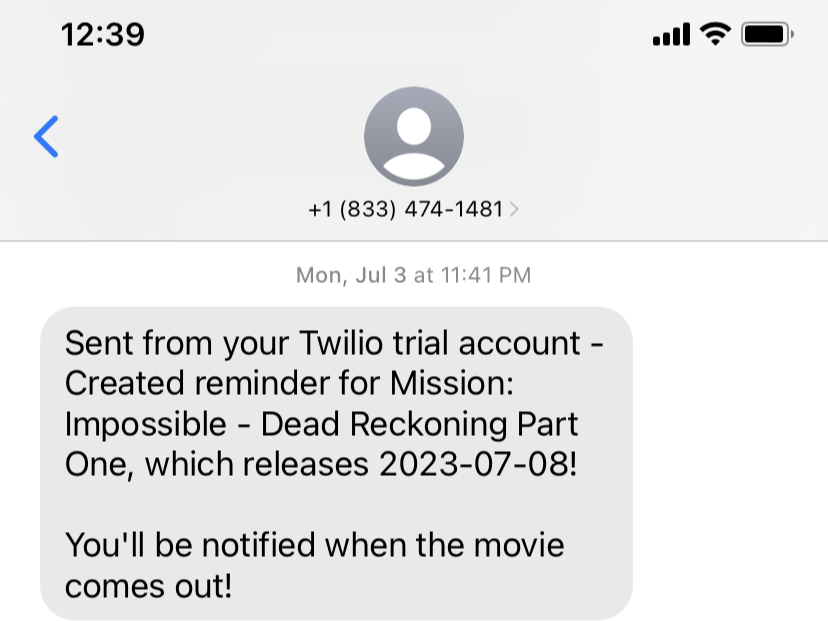 12:39
+1 (833) 474-1481
Mon, Jul 3 at 11:41 PM
Sent from your Twilio trial account -
Created reminder for Mission:
Impossible - Dead Reckoning Part
One, which releases 2023-07-08!
You'll be notified when the movie
comes out!